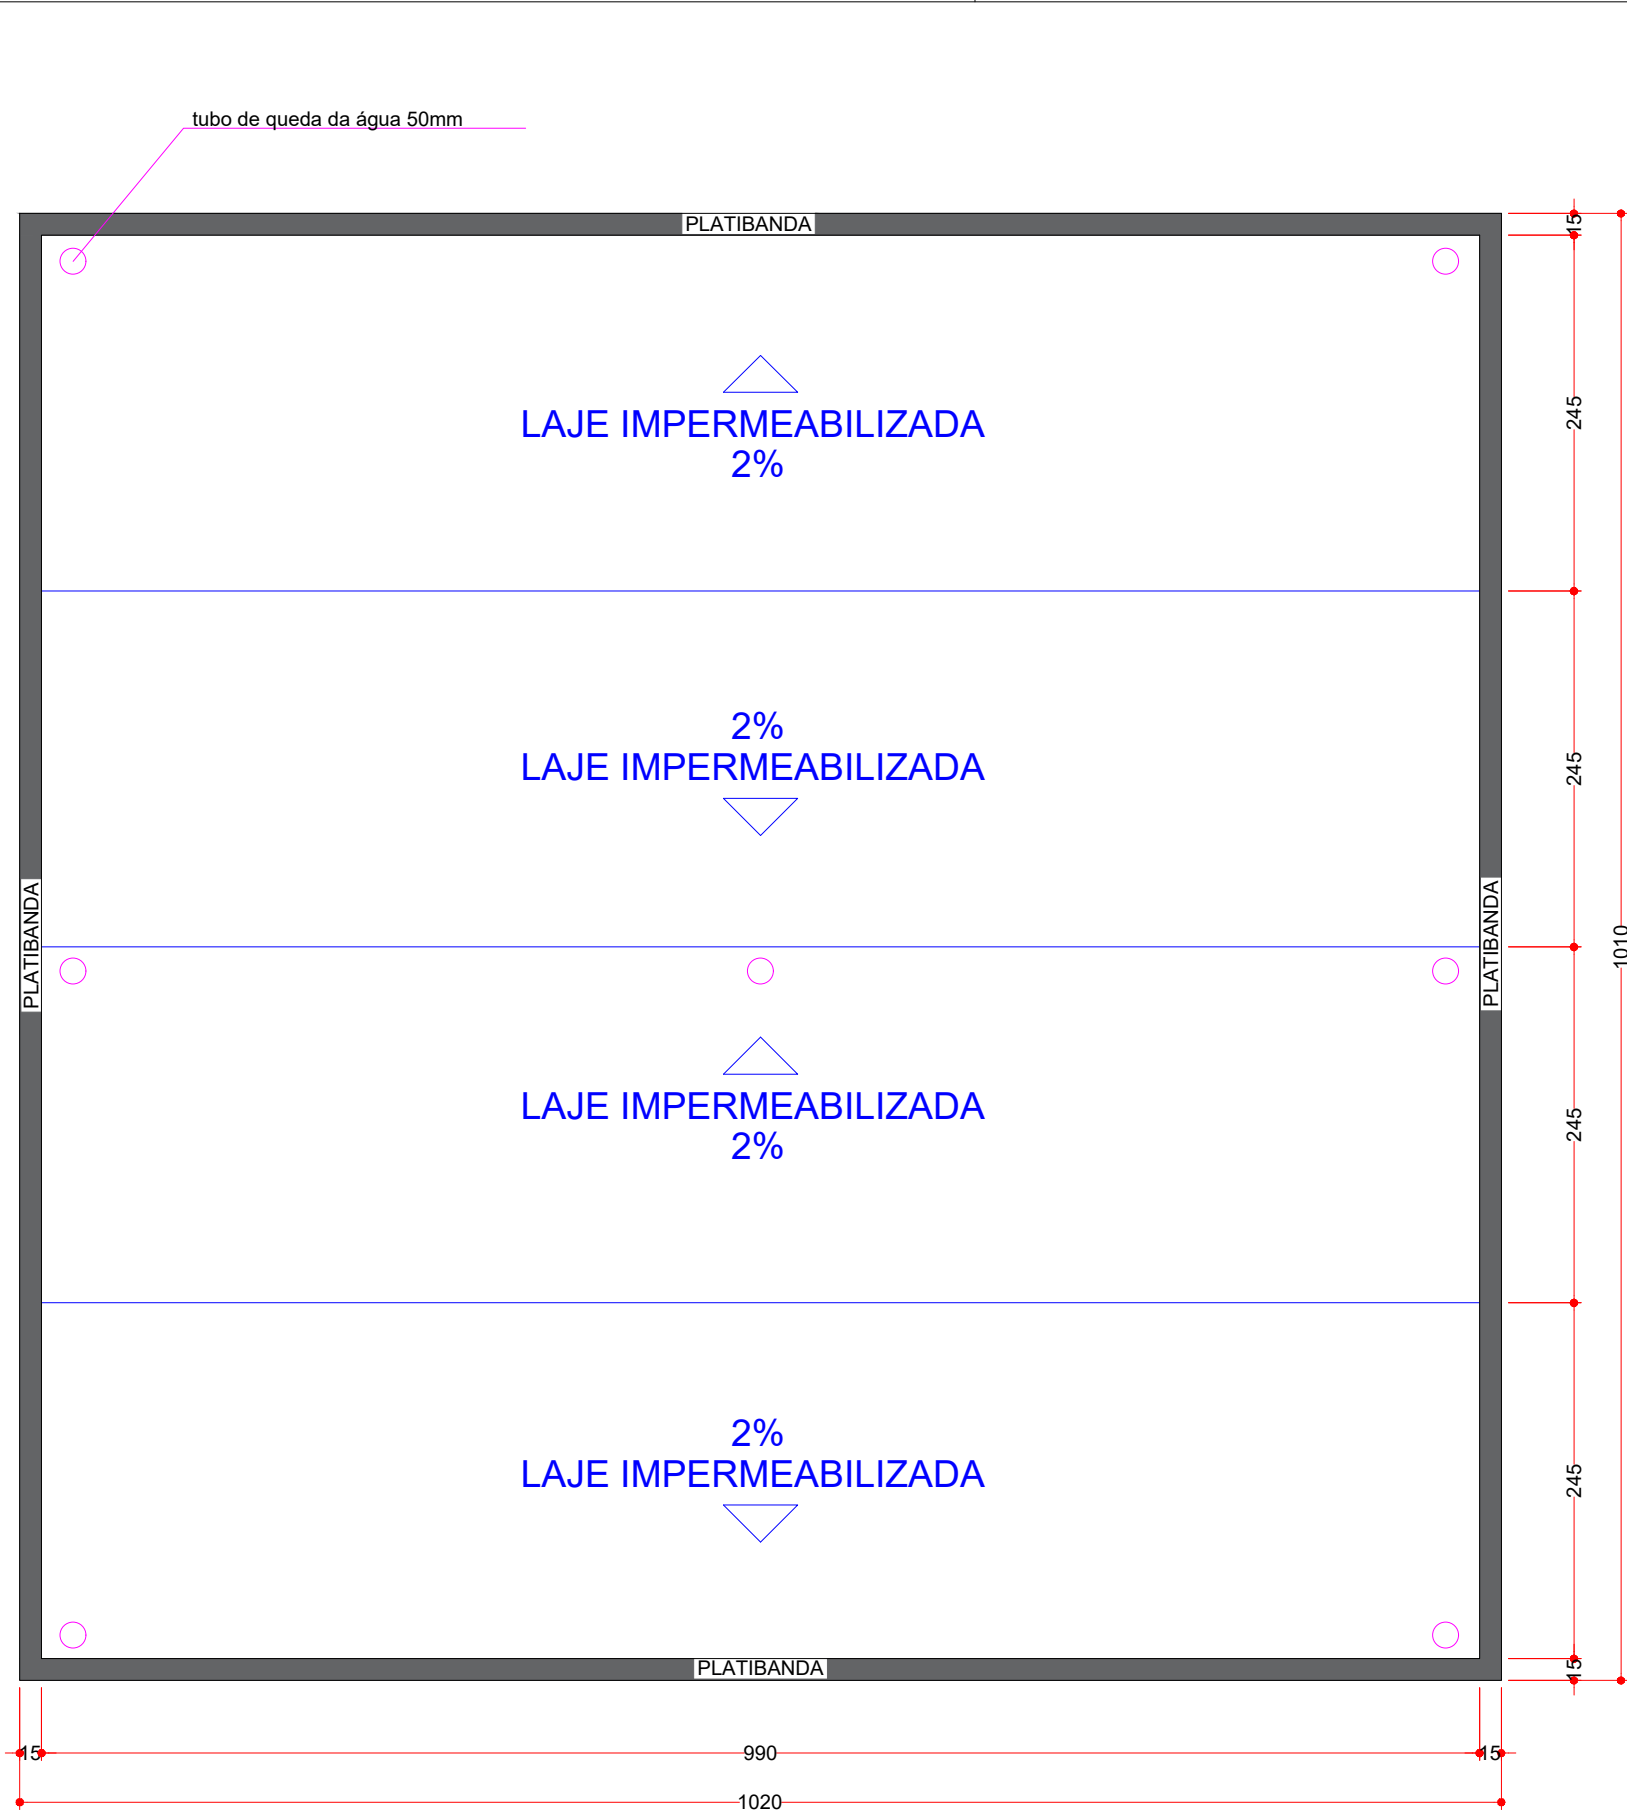 tubo de queda da água 50mm
PLATIBANDA
15
LAJE IMPERMEABILIZADA
2%
245
2%
LAJE IMPERMEABILIZADA
245
PLATIBANDA
PLATIBANDA
1010
LAJE IMPERMEABILIZADA
2%
245
2%
LAJE IMPERMEABILIZADA
245
PLATIBANDA
15
15
990
15
1020